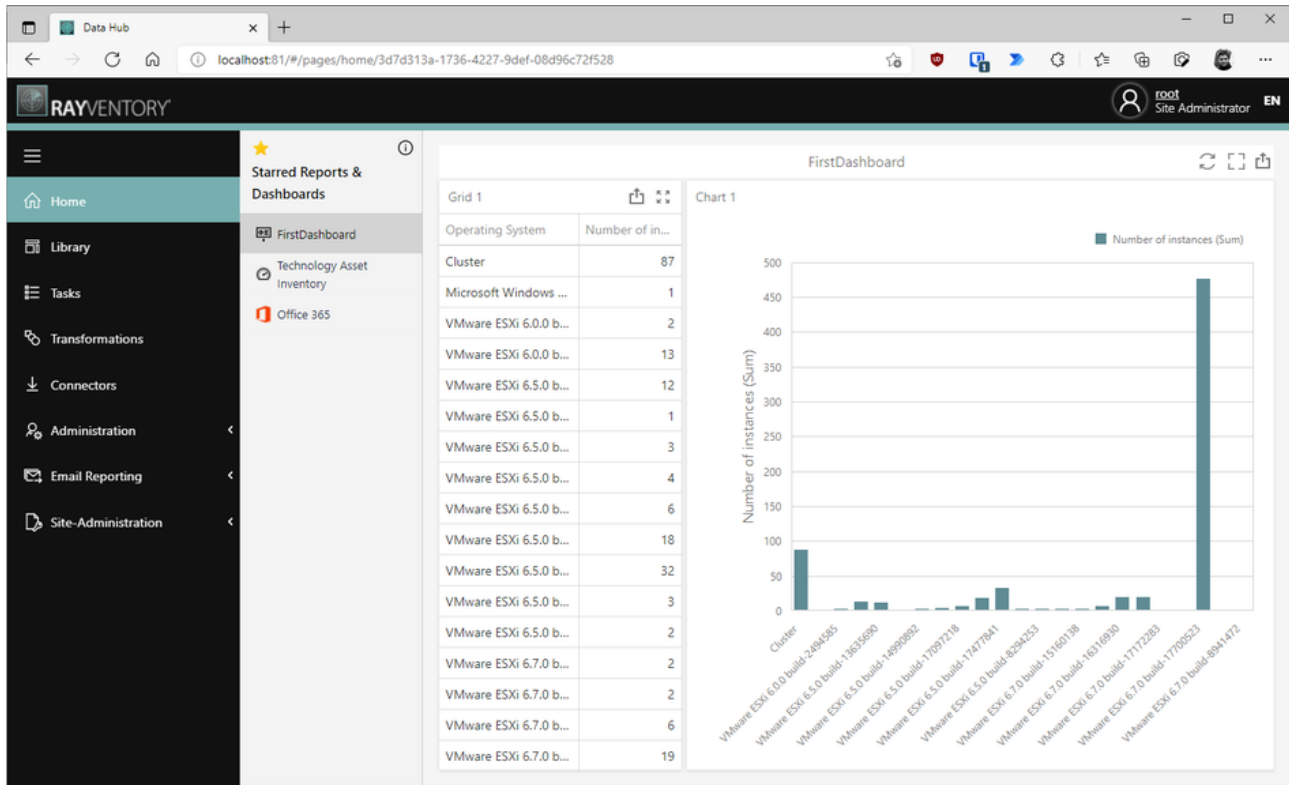 Data Hub
localhost:81/#/pages/home/3d7d313a-1736-4227-9def-08d96c72f528
1
RAYVENTORY
root
Site Administrator
EN
Home
Library
Tasks
Transformations
Connectors
Administration
Email Reporting
Site-Administration
Starred Reports &
Dashboards
FirstDashboard
Technology Asset
Inventory
Office 365
FirstDashboard
Grid 1
Operating System Number of in...
Cluster 87
Microsoft Windows ... 1
VMware ESXi 6.0.0 b... 2
VMware ESXi 6.0.0 b... 13
VMware ESXi 6.5.0 b... 12
VMware ESXi 6.5.0 b... 1
VMware ESXi 6.5.0 b... 3
VMware ESXi 6.5.0 b... 4
VMware ESXi 6.5.0 b... 6
VMware ESXi 6.5.0 b... 18
VMware ESXi 6.5.0 b... 32
VMware ESXi 6.5.0 b... 3
VMware ESXi 6.5.0 b... 2
VMware ESXi 6.7.0 b... 2
VMware ESXi 6.7.0 b... 2
VMware ESXi 6.7.0 b... 6
VMware ESXi 6.7.0 b... 19
Chart 1
Number of instances (Sum)
Number of instances (Sum)
500
450
400
350
300
250
200
150
100
50
0
Cluster
VMware ESXi 6.0.0 build-2494585
VMware ESXi 6.5.0 build-13635690
VMware ESXi 6.5.0 build-14990892
VMware ESXi 6.5.0 build-17097218
VMware ESXi 6.5.0 build-17477841
VMware ESXi 6.5.0 build-8294253
VMware ESXi 6.7.0 build-15160138
VMware ESXi 6.7.0 build-16316930
VMware ESXi 6.7.0 build-17172283
VMware ESXi 6.7.0 build-17700523
VMware ESXi 6.7.0 build-8941472